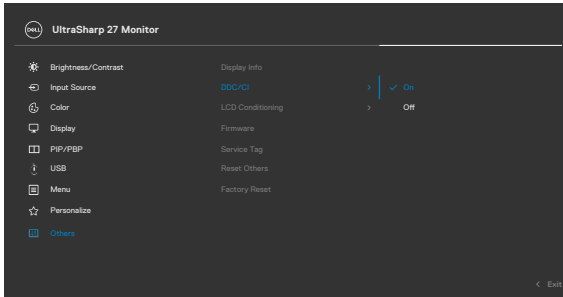 DELL UltraSharp 27 Monitor
Brightness/Contrast Display Info
Input Source DDC/CI On
Color LCD Conditioning Off
Display Firmware
PIP/PBP Service Tag
USB Reset Others
Menu Factory Reset
Personalize
Others
Exit